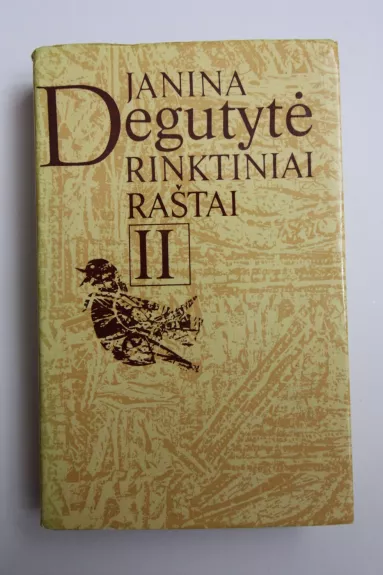 JANINA
Degutytė
RINKTINIAI
RAŠTAI
II